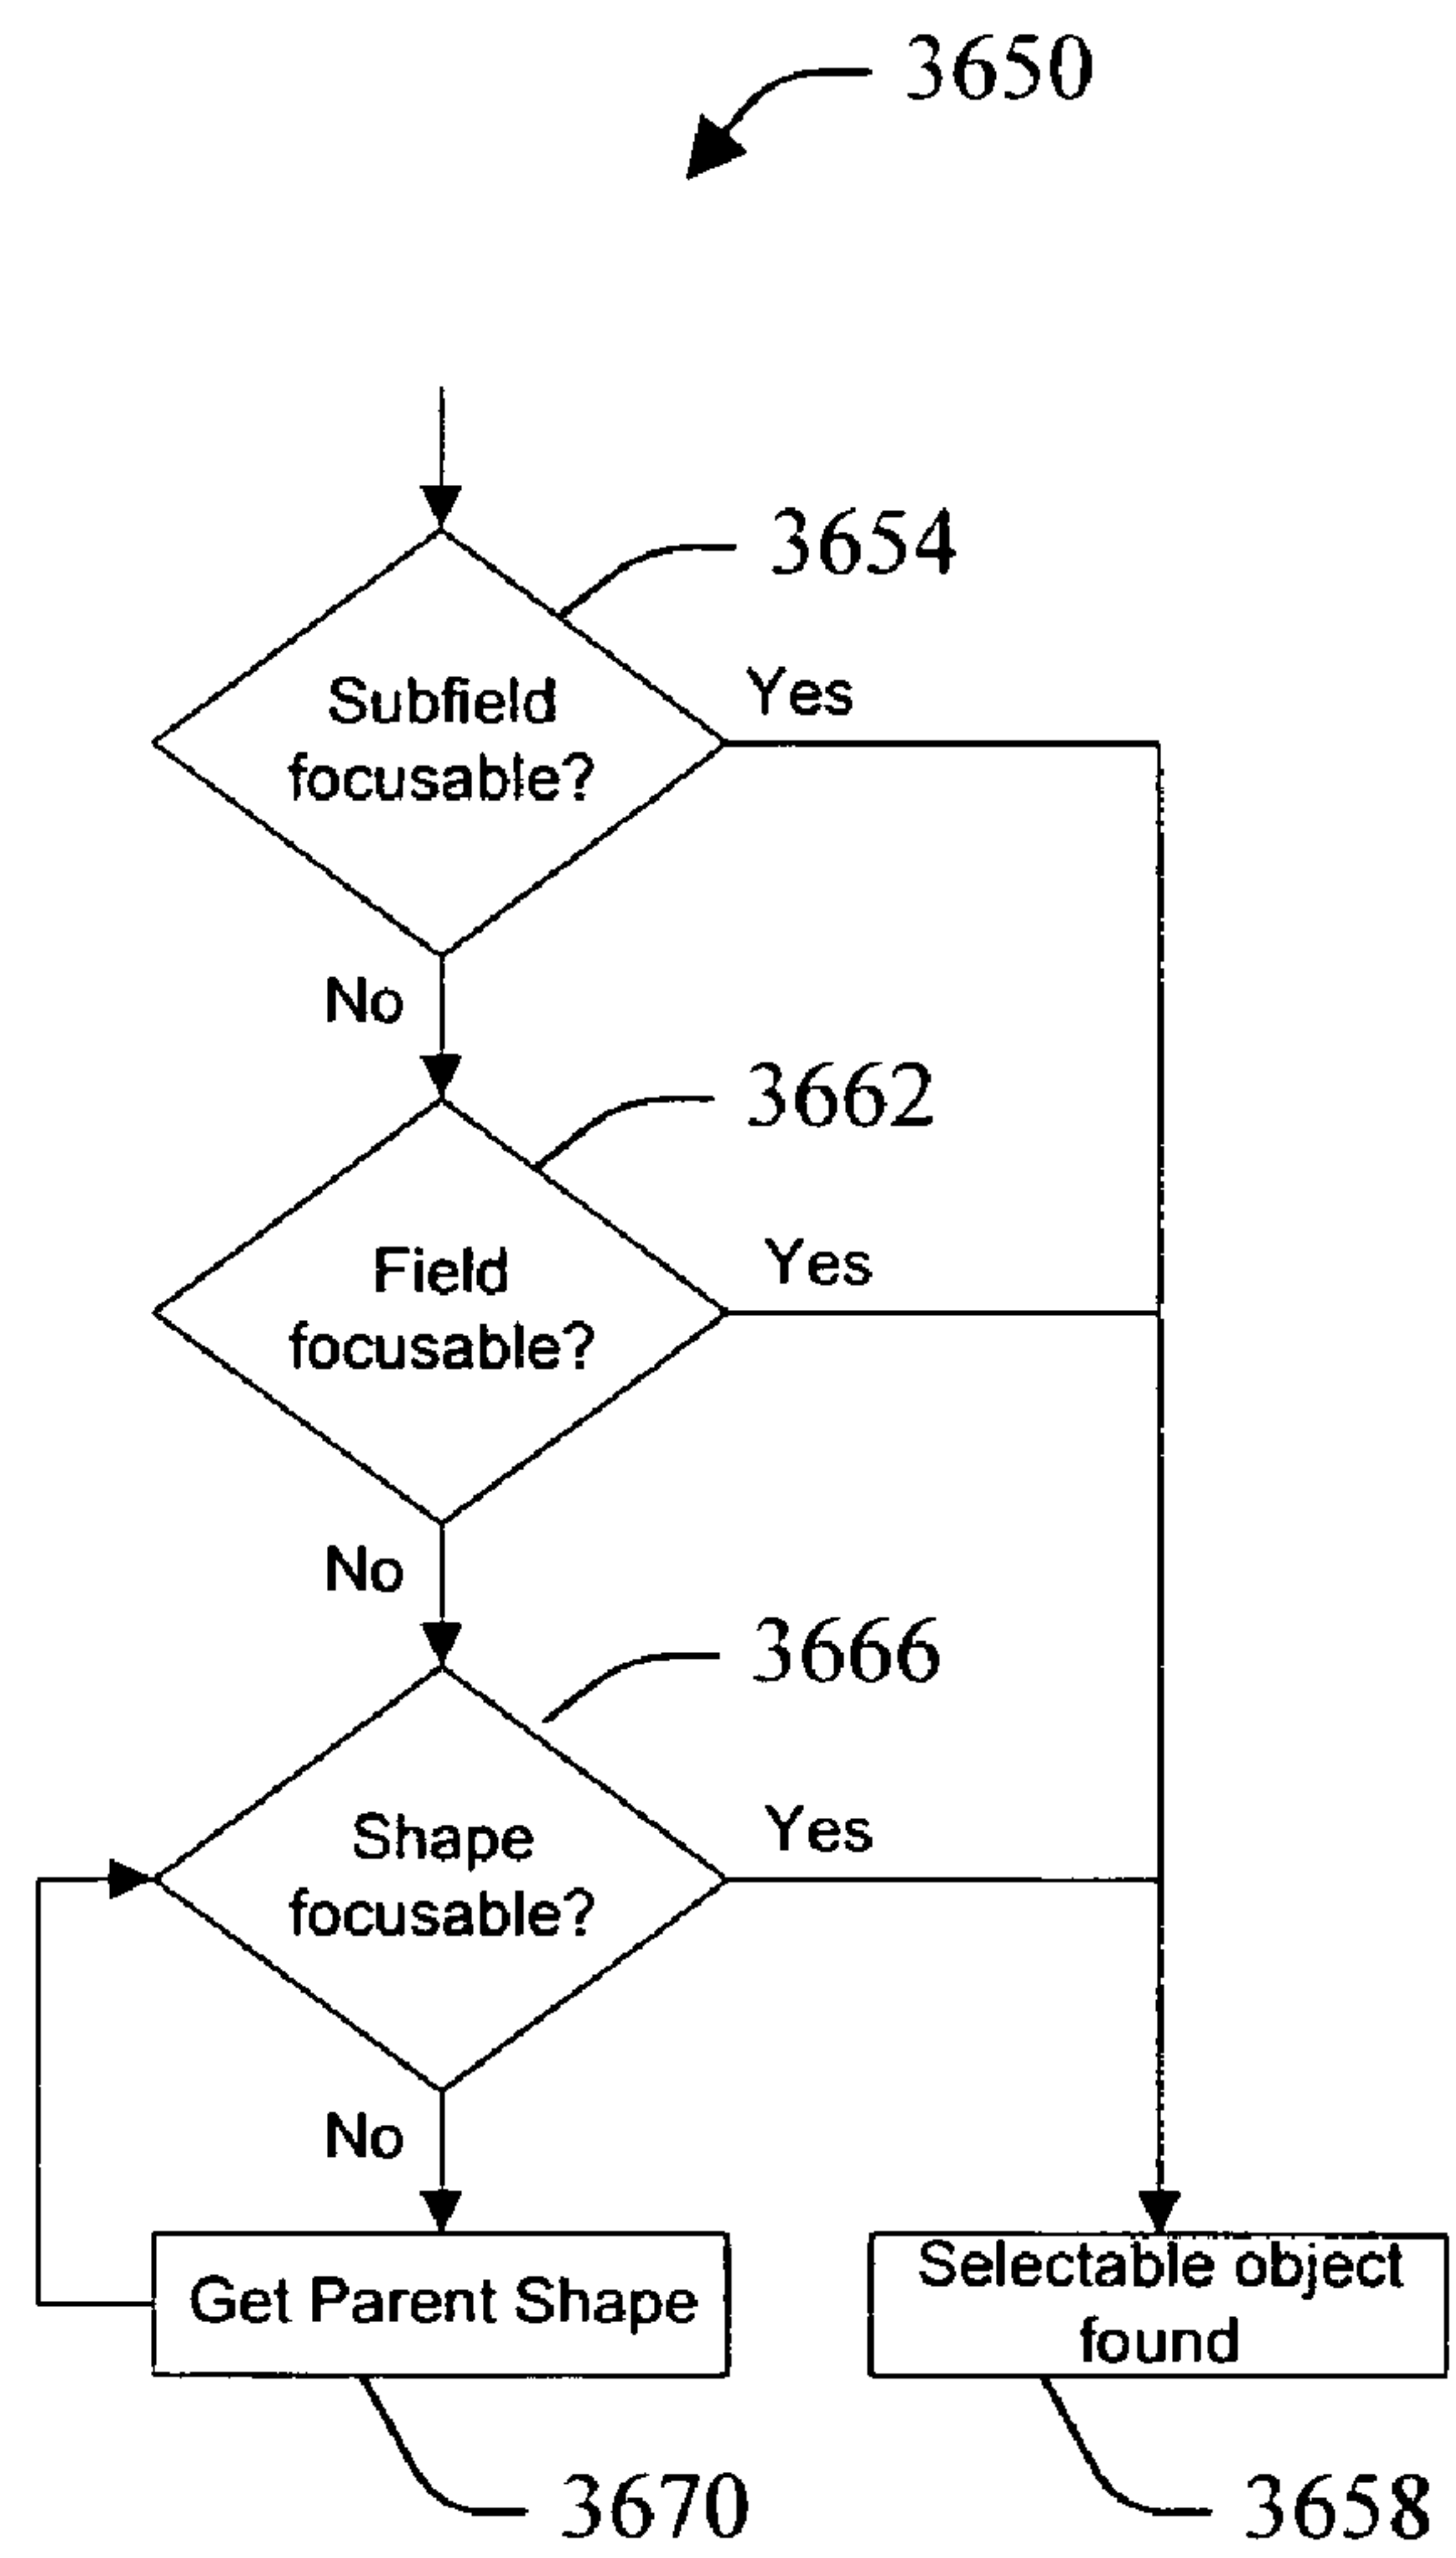 3650
3654
Subfield
focusable?
Yes
No
3662
Field
focusable?
Yes
No
3666
Shape
focusable?
Yes
No
Get Parent Shape
Selectable object
found
3670
3658